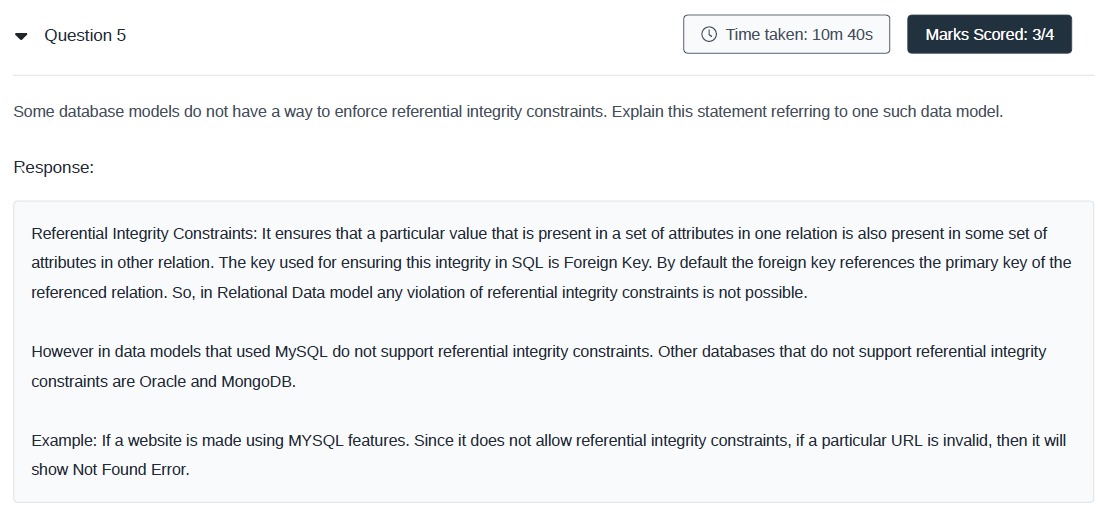 Question 5
Time taken: 10m 40s
Marks Scored: 3/4
Some database models do not have a way to enforce referential integrity constraints. Explain this statement referring to one such data model.
Response:
Referential Integrity Constraints: It ensures that a particular value that is present in a set of attributes in one relation is also present in some set of
attributes in other relation. The key used for ensuring this integrity in SQL is Foreign Key. By default the foreign key references the primary key of the
referenced relation. So, in Relational Data model any violation of referential integrity constraints is not possible.
However in data models that used MySQL do not support referential integrity constraints. Other databases that do not support referential integrity
constraints are Oracle and MongoDB.
Example: If a website is made using MYSQL features. Since it does not allow referential integrity constraints, if a particular URL is invalid, then it will
show Not Found Error.